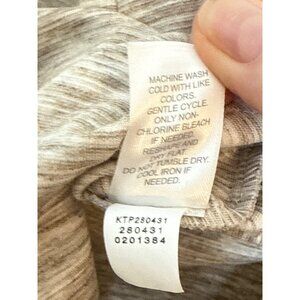 MACHINE WASH
COLD WITH LIKE
COLORS.
GENTLE CYCLE.
ONLY NON-
CHLORINE BLEACH
IF NEEDED.
RESHAPE AND
DRY FLAT.
DO NOT TUMBLE DRY.
COOL IRON IF
NEEDED.
KTP280431
280431
0201384